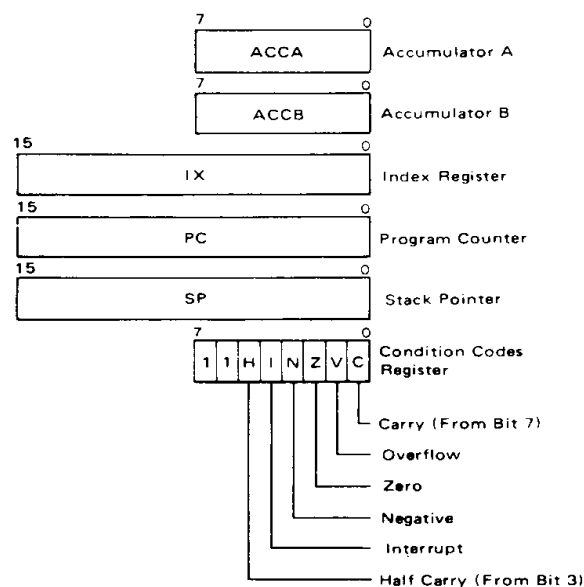 7 0
ACCA Accumulator A
7 0
ACCB Accumulator B
15 0
IX Index Register
15 0
PC Program Counter
15 0
SP Stack Pointer
7 0
1 1 H I N Z V C Condition Codes
Register
Carry (From Bit 7)
Overflow
Zero
Negative
Interrupt
Half Carry (From Bit 3)